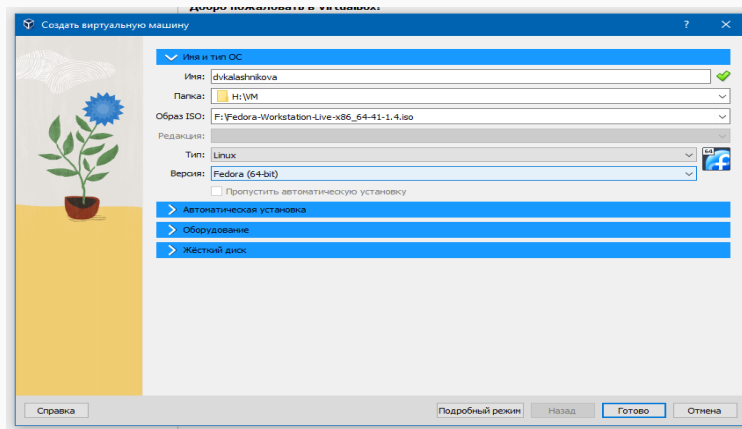 Добро пожаловать в VirtualBox!
Создать виртуальную машину ?
Имя и тип ОС
Имя: dvkalashnikova
Папка: H:\VM
Образ ISO: F:\Fedora-Workstation-Live-x86_64-41-1.4.iso
Редакция:
Тип: Linux
64
Версия: Fedora (64-bit)
Пропустить автоматическую установку
Автоматическая установка
Оборудование
Жёсткий диск
Справка Подробный режим Назад Готово Отмена